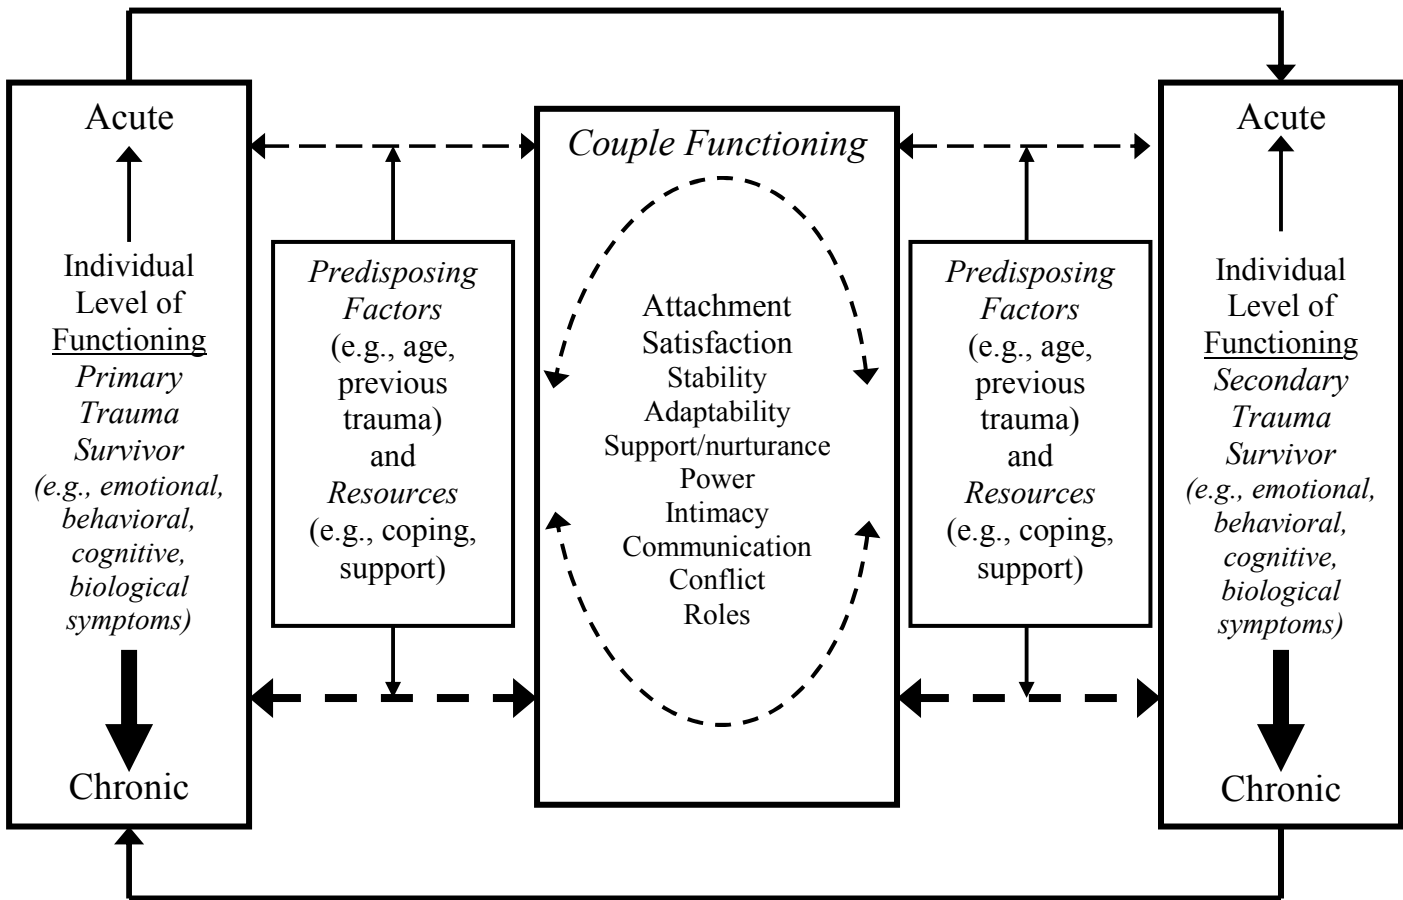 Acute
Individual
Level of
Functioning
Primary
Trauma
Survivor
(e.g., emotional,
behavioral,
cognitive,
biological
symptoms)
Chronic
Predisposing
Factors
(e.g., age,
previous
trauma)
and
Resources
(e.g., coping,
support)
Couple Functioning
Attachment
Satisfaction
Stability
Adaptability
Support/nurturance
Power
Intimacy
Communication
Conflict
Roles
Predisposing
Factors
(e.g., age,
previous
trauma)
and
Resources
(e.g., coping,
support)
Acute
Individual
Level of
Functioning
Secondary
Trauma
Survivor
(e.g., emotional,
behavioral,
cognitive,
biological
symptoms)
Chronic